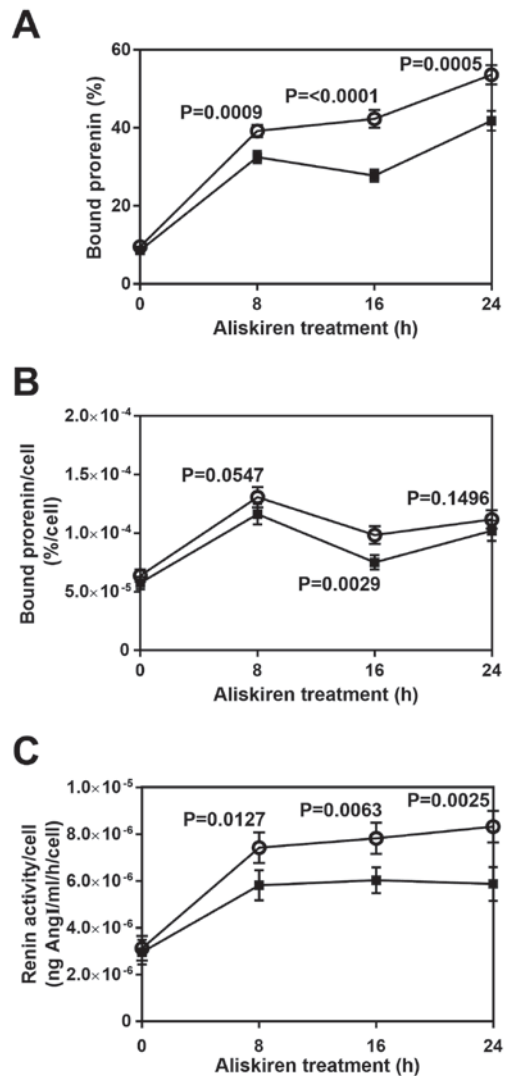 A
60
40
20
0
Bound prorenin (%)
P=0.0009
P=<0.0001
P=0.0005
0 8 16 24
Aliskiren treatment (h)
B
2.0×10⁻⁴
1.5×10⁻⁴
1.0×10⁻⁴
5.0×10⁻⁵
0
Bound prorenin/cell
(%/cell)
P=0.0547
P=0.1496
P=0.0029
0 8 16 24
Aliskiren treatment (h)
C
1.0×10⁻⁵
8.0×10⁻⁶
6.0×10⁻⁶
4.0×10⁻⁶
2.0×10⁻⁶
0
Renin activity/cell
(ng AngI/ml/h/cell)
P=0.0127
P=0.0063
P=0.0025
0 8 16 24
Aliskiren treatment (h)